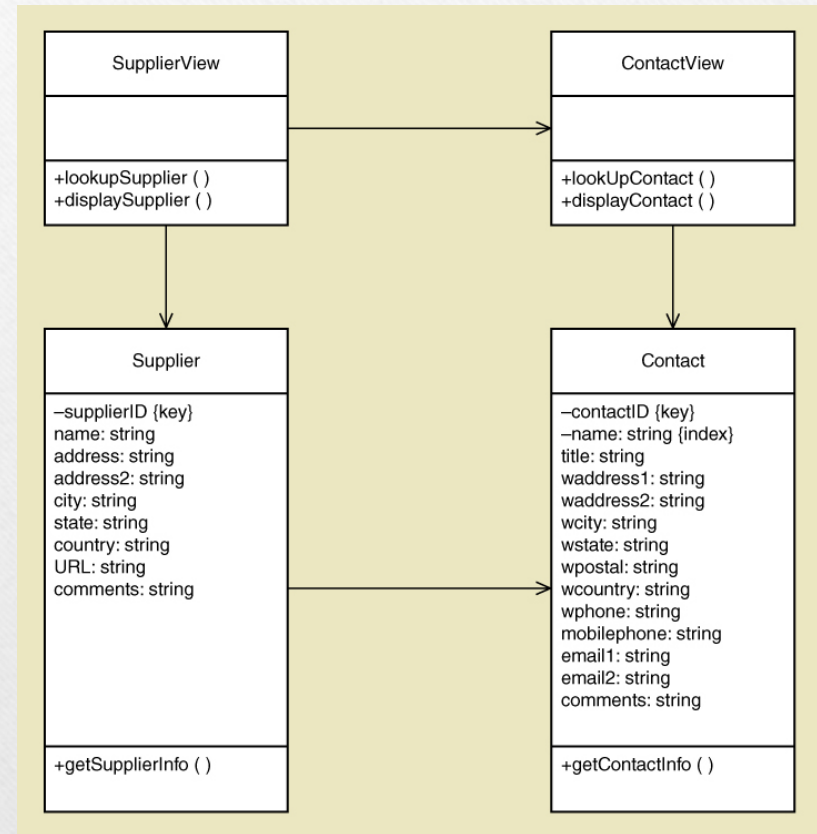 SupplierView
+lookupSupplier ( )
+displaySupplier ( )
ContactView
+lookUpContact ( )
+displayContact ( )
Supplier
–supplierID {key}
name: string
address: string
address2: string
city: string
state: string
country: string
URL: string
comments: string
+getSupplierInfo ( )
Contact
–contactID {key}
–name: string {index}
title: string
waddress1: string
waddress2: string
wcity: string
wstate: string
wpostal: string
wcountry: string
wphone: string
mobilephone: string
email1: string
email2: string
comments: string
+getContactInfo ( )